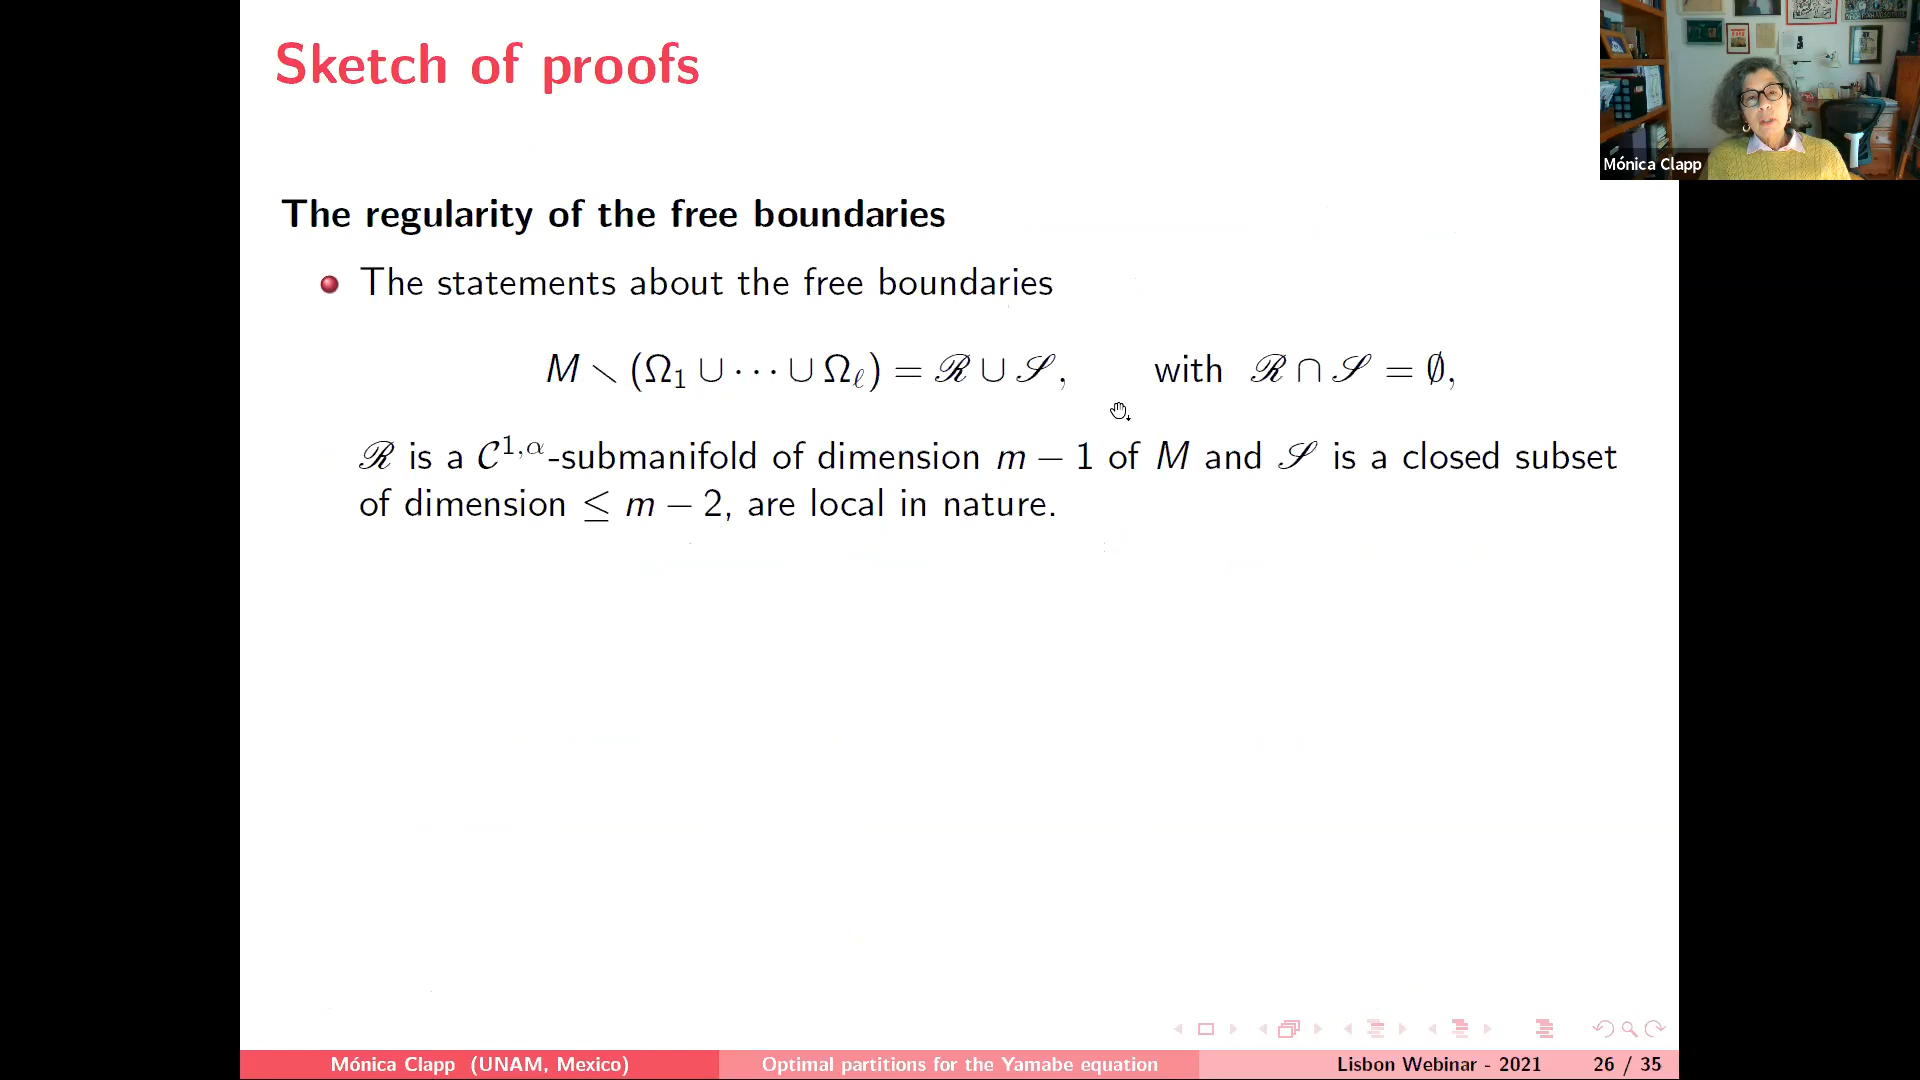 Sketch of proofs
Mónica Clapp
The regularity of the free boundaries
The statements about the free boundaries
M ∖ (Ω₁ ∪ ··· ∪ Ωℓ) = ℛ ∪ 𝒮, with ℛ ∩ 𝒮 = ∅,
ℛ is a 𝒞^{1,α}-submanifold of dimension m − 1 of M and 𝒮 is a closed subset
of dimension ≤ m − 2, are local in nature.
Mónica Clapp (UNAM, Mexico) Optimal partitions for the Yamabe equation Lisbon Webinar - 2021 26 / 35